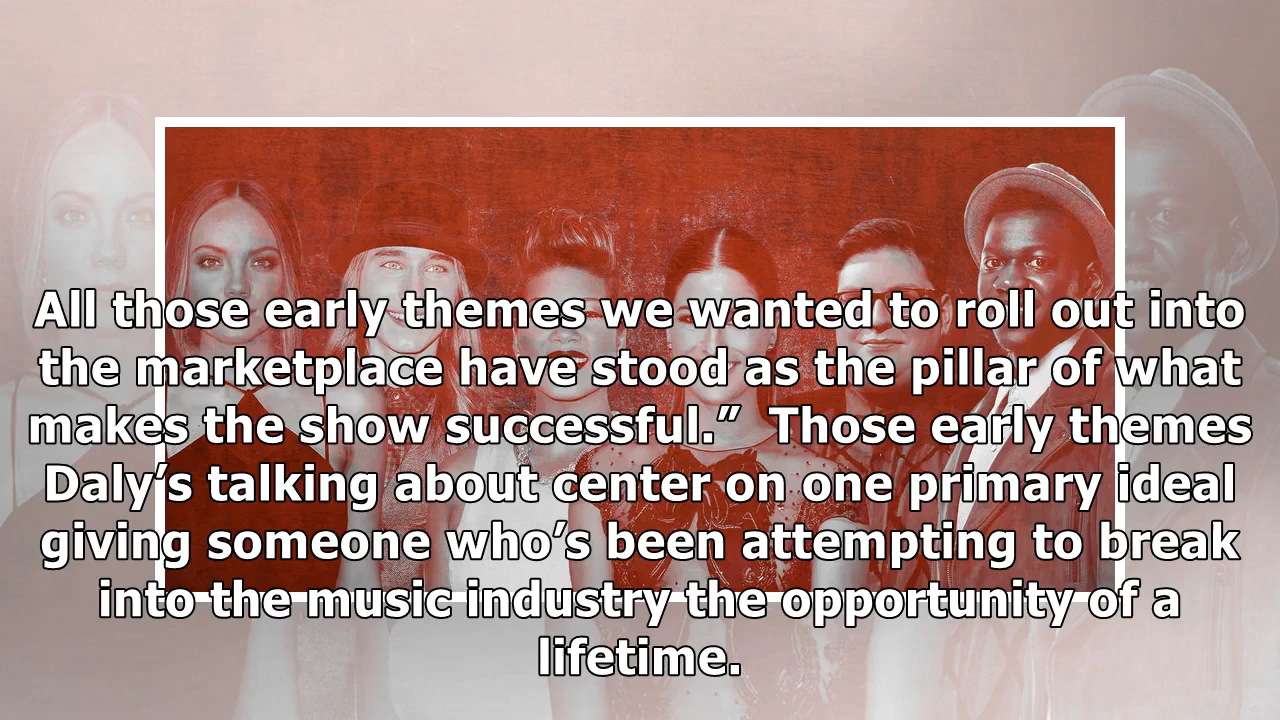 All those early themes we wanted to roll out into
the marketplace have stood as the pillar of what
makes the show successful.”  Those early themes
Daly’s talking about center on one primary ideal
giving someone who’s been attempting to break
into the music industry the opportunity of a
lifetime.